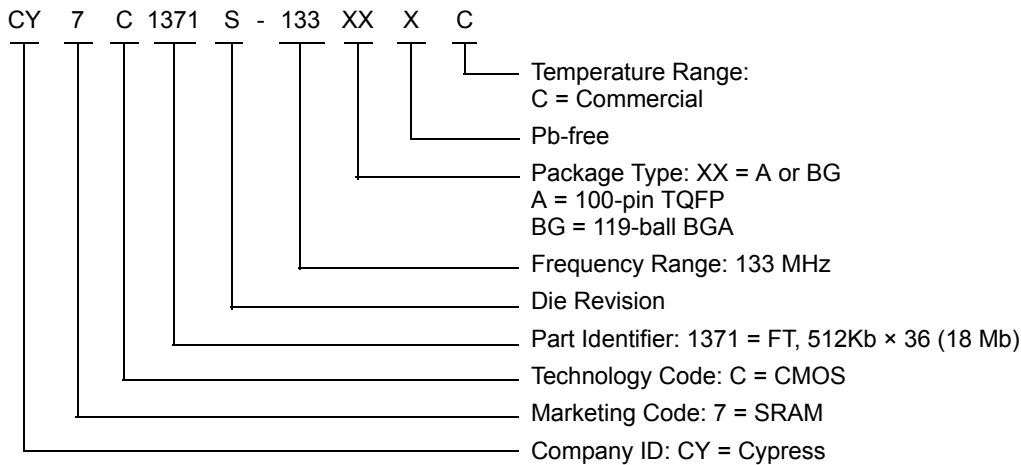 CY 7 C 1371 S - 133 XX X C
Temperature Range:
C = Commercial
Pb-free
Package Type: XX = A or BG
A = 100-pin TQFP
BG = 119-ball BGA
Frequency Range: 133 MHz
Die Revision
Part Identifier: 1371 = FT, 512Kb × 36 (18 Mb)
Technology Code: C = CMOS
Marketing Code: 7 = SRAM
Company ID: CY = Cypress